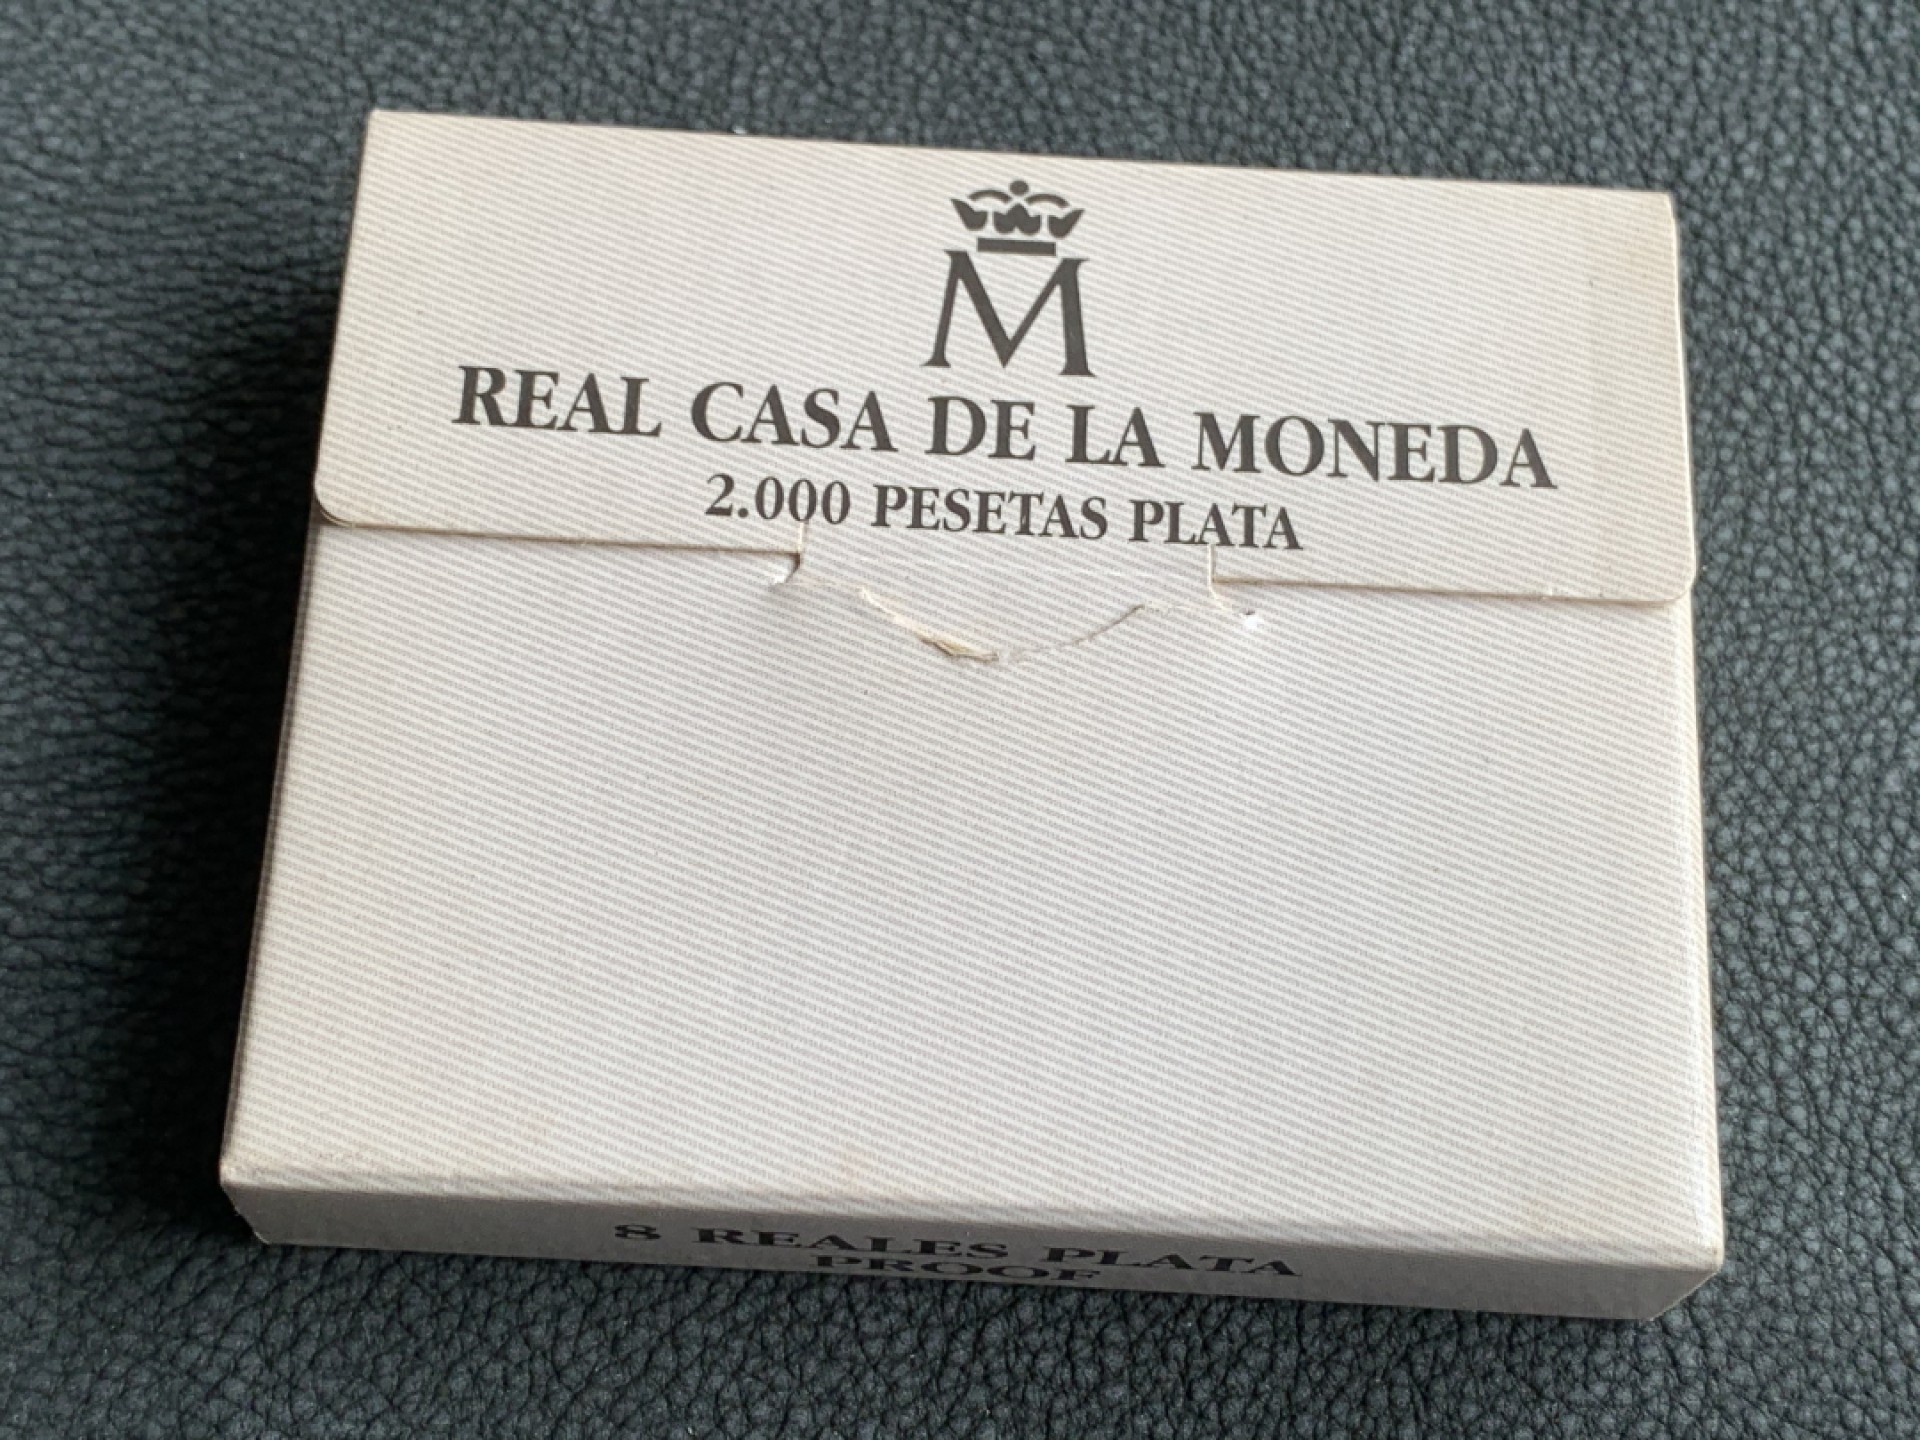 M
REAL CASA DE LA MONEDA
2.000 PESETAS PLATA
8 REALES PLATA
PROOF